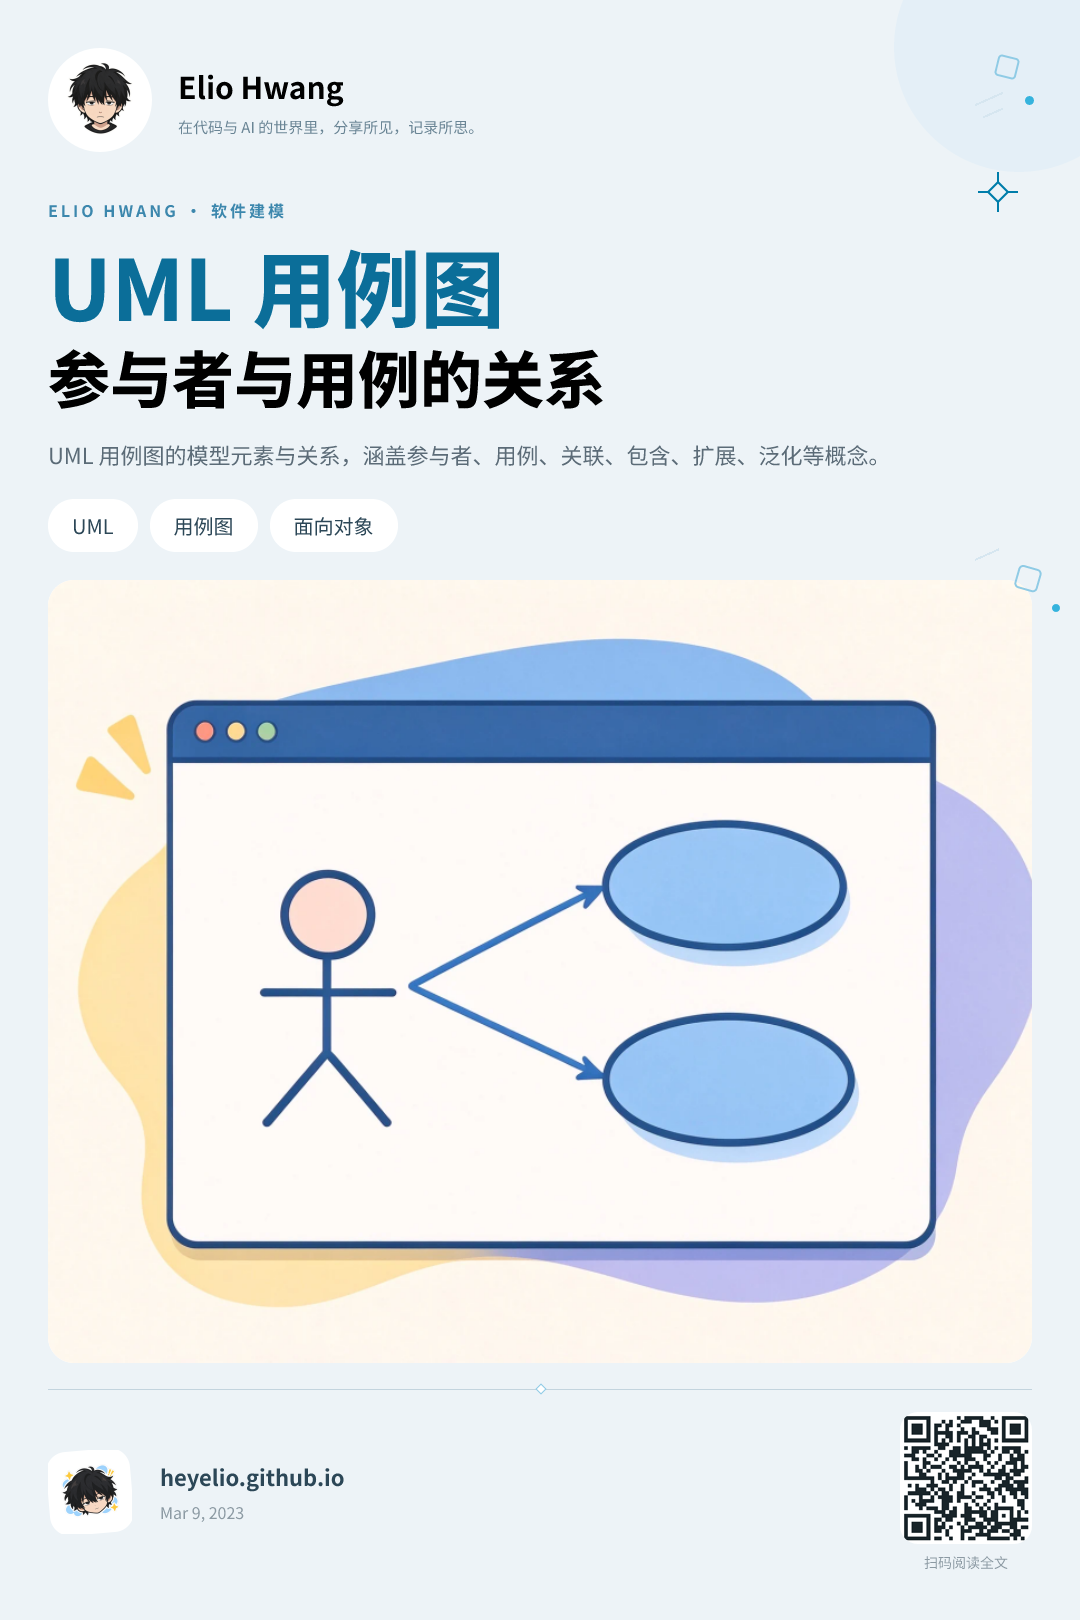 Elio Hwang
在代码与 AI 的世界里，分享所见，记录所思。
ELIO HWANG • 软件建模
UML 用例图
参与者与用例的关系
UML 用例图的模型元素与关系，涵盖参与者、用例、关联、包含、扩展、泛化等概念。
UML
用例图
面向对象
heyelio.github.io
Mar 9, 2023
扫码阅读全文